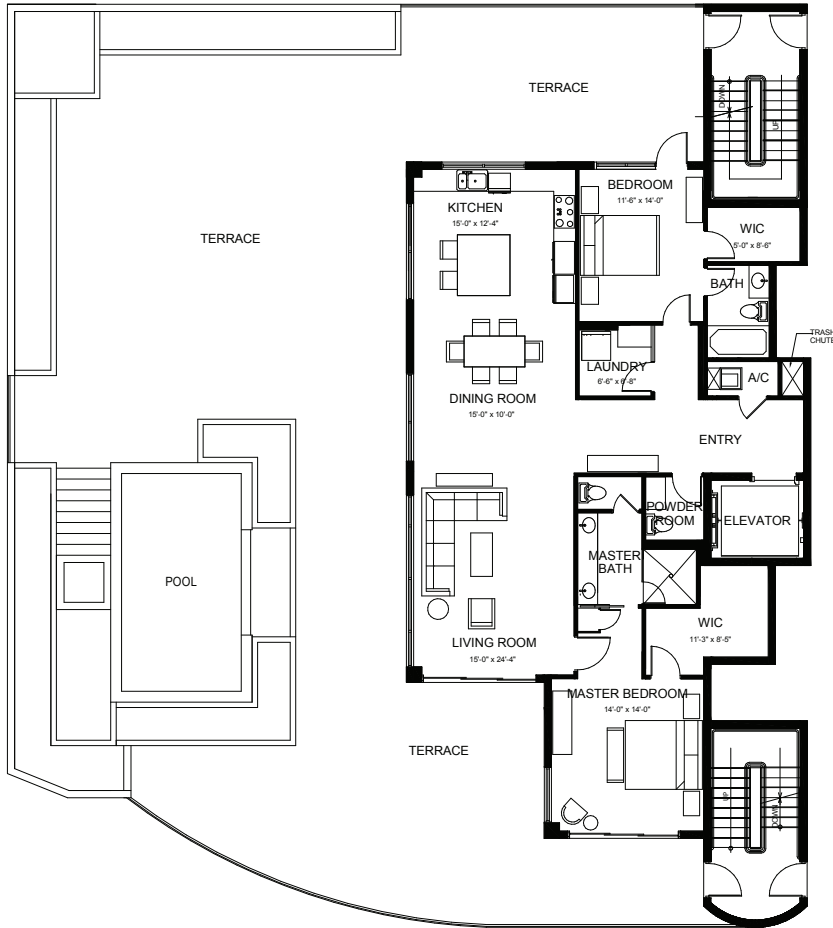 TERRACE
DOWN
UP
BEDROOM
11'-6" x 14'-0"
KITCHEN
15'-0" x 12'-4"
WIC
5'-0" x 8'-6"
TERRACE
BATH
TRASH
CHUTE
LAUNDRY
6'-6" x 6'-8"
A/C
DINING ROOM
15'-0" x 10'-0"
ENTRY
POWDER
ROOM
ELEVATOR
MASTER
BATH
POOL
WIC
11'-3" x 8'-5"
LIVING ROOM
15'-0" x 24'-4"
MASTER BEDROOM
14'-0" x 14'-0"
TERRACE
UP
DOWN